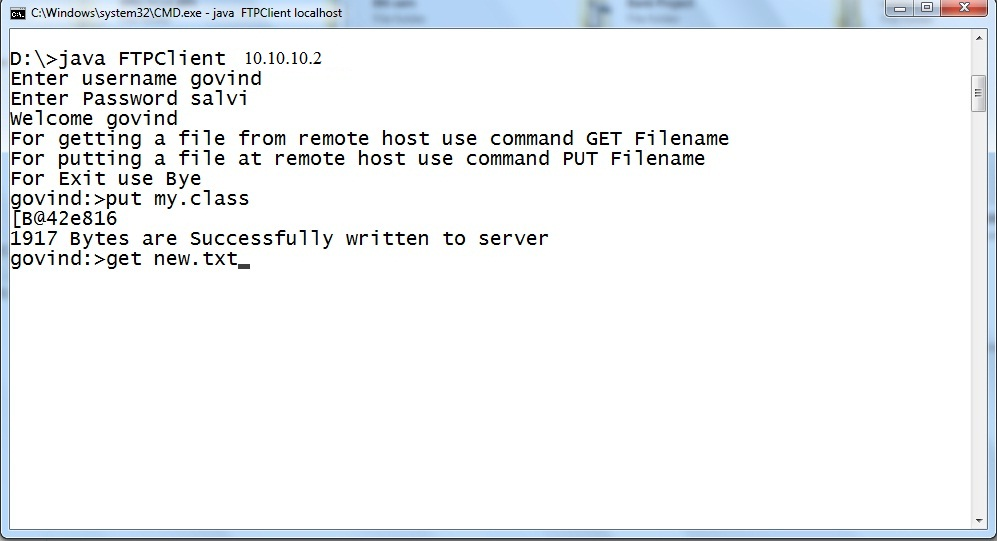 C:\Windows\system32\CMD.exe - java  FTPClient localhost
D:\>java FTPClient 10.10.10.2
Enter username govind
Enter Password salvi
Welcome govind
For getting a file from remote host use command GET Filename
For putting a file at remote host use command PUT Filename
For Exit use Bye
govind:>put my.class
[B@42e816
1917 Bytes are Successfully written to server
govind:>get new.txt